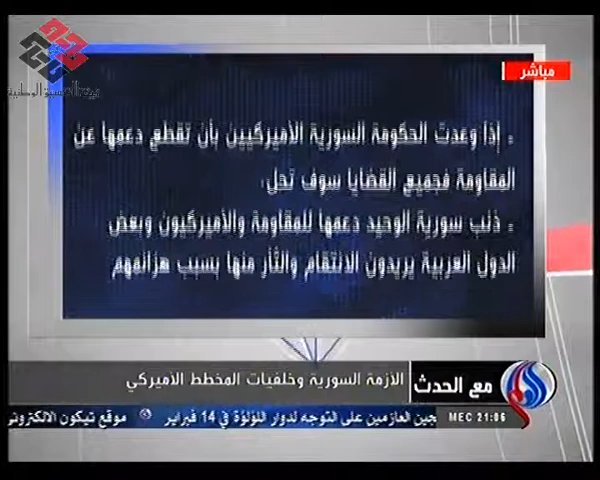 مباشر
. إذا وعدت الحكومة السورية الأميركيين بأن تقطع دعمها عن
المقاومة فجميع القضايا سوف تحل.
. ذنب سورية الوحيد دعمها للمقاومة والأميركيون وبعض
الدول العربية يريدون الانتقام والثأر منها بسبب هزائمهم
مع الحدث
الأزمة السورية وخلفيات المخطط الأميركي
MEC 21:06
جين العازمين على التوجه لدوار اللؤلؤة في 14 فبراير
موقع تيكون الالكتروني